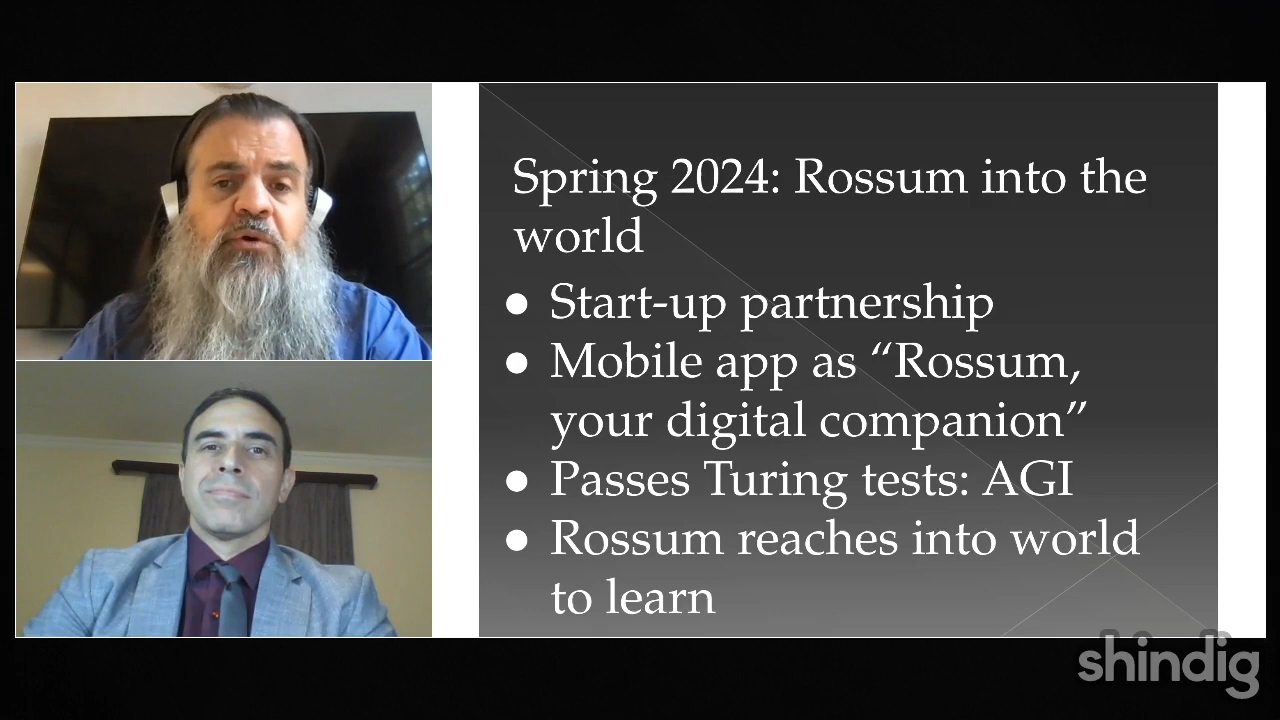 Spring 2024: Rossum into the
world
● Start-up partnership
● Mobile app as “Rossum,
your digital companion”
● Passes Turing tests: AGI
● Rossum reaches into world
to learn
shindig